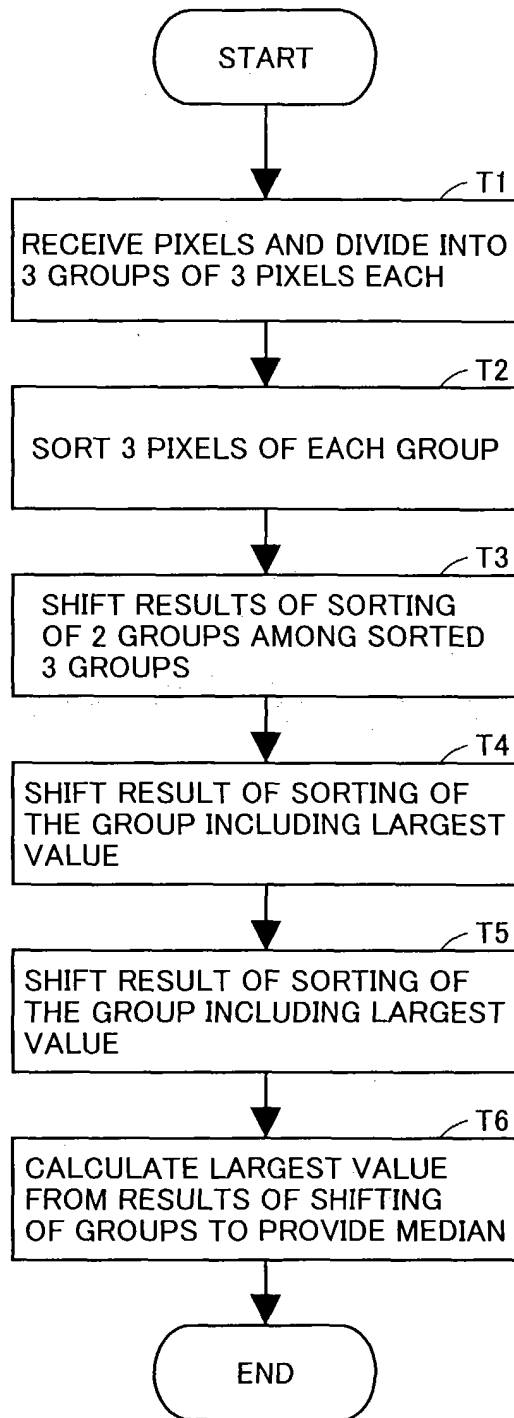 START
T1
RECEIVE PIXELS AND DIVIDE INTO
3 GROUPS OF 3 PIXELS EACH
T2
SORT 3 PIXELS OF EACH GROUP
T3
SHIFT RESULTS OF SORTING
OF 2 GROUPS AMONG SORTED
3 GROUPS
T4
SHIFT RESULT OF SORTING OF
THE GROUP INCLUDING LARGEST
VALUE
T5
SHIFT RESULT OF SORTING OF
THE GROUP INCLUDING LARGEST
VALUE
T6
CALCULATE LARGEST VALUE
FROM RESULTS OF SHIFTING
OF GROUPS TO PROVIDE MEDIAN
END